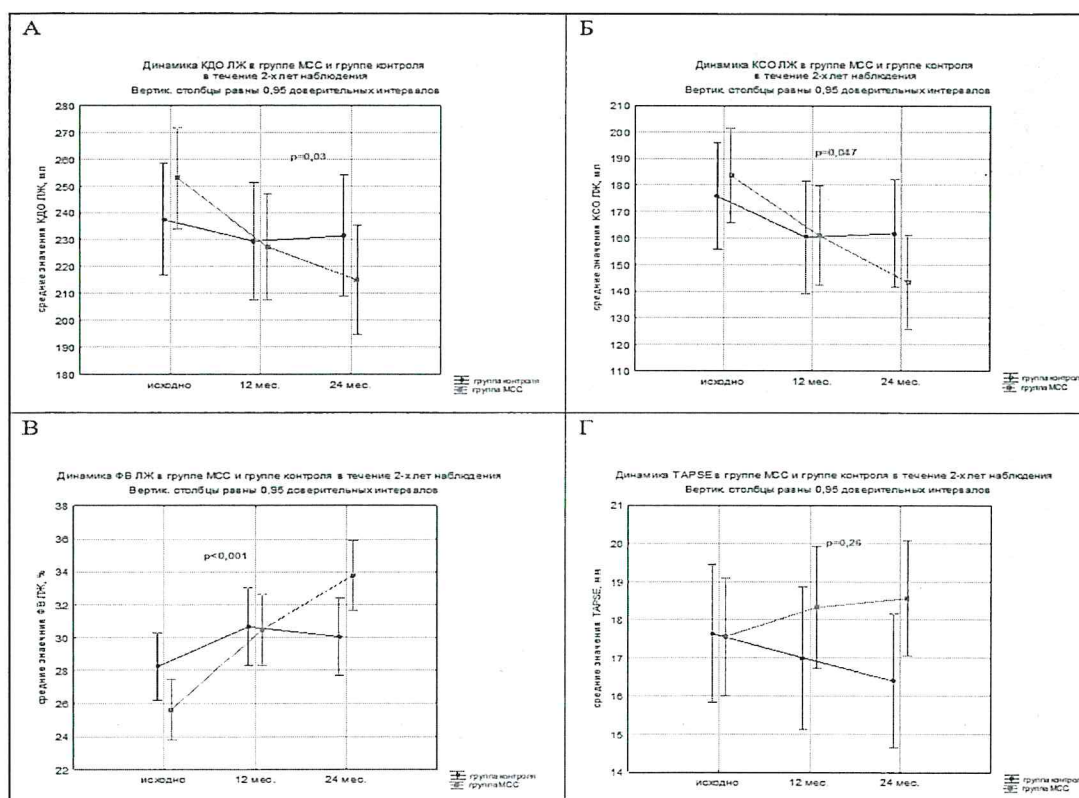 А
Динамика КДО ЛЖ в группе МСС и группе контроля
в течение 2-х лет наблюдения
Вертик. столбцы равны 0,95 доверительных интервалов
средние значения КДО ЛЖ, мл
280
270
260
250
240
230
220
210
200
190
180
p=0,03
исходно 12 мес. 24 мес.
группа контроля
группа МСС
Б
Динамика КСО ЛЖ в группе МСС и группе контроля
в течение 2-х лет наблюдения
Вертик. столбцы равны 0,95 доверительных интервалов
средние значения КСО ЛЖ, мл
210
200
190
180
170
160
150
140
130
120
110
p=0,047
исходно 12 мес. 24 мес.
группа контроля
группа МСС
В
Динамика ФВ ЛЖ в группе МСС и группе контроля в течение 2-х лет наблюдения
Вертик. столбцы равны 0,95 доверительных интервалов
средние значения ФВ ЛЖ, %
38
36
34
32
30
28
26
24
22
p<0,001
исходно 12 мес. 24 мес.
группа контроля
группа МСС
Г
Динамика TAPSE в группе МСС и группе контроля в течение 2-х лет наблюдения
Вертик. столбцы равны 0,95 доверительных интервалов
средние значения TAPSE, мм
21
20
19
18
17
16
15
14
p=0,26
исходно 12 мес. 24 мес.
группа контроля
группа МСС